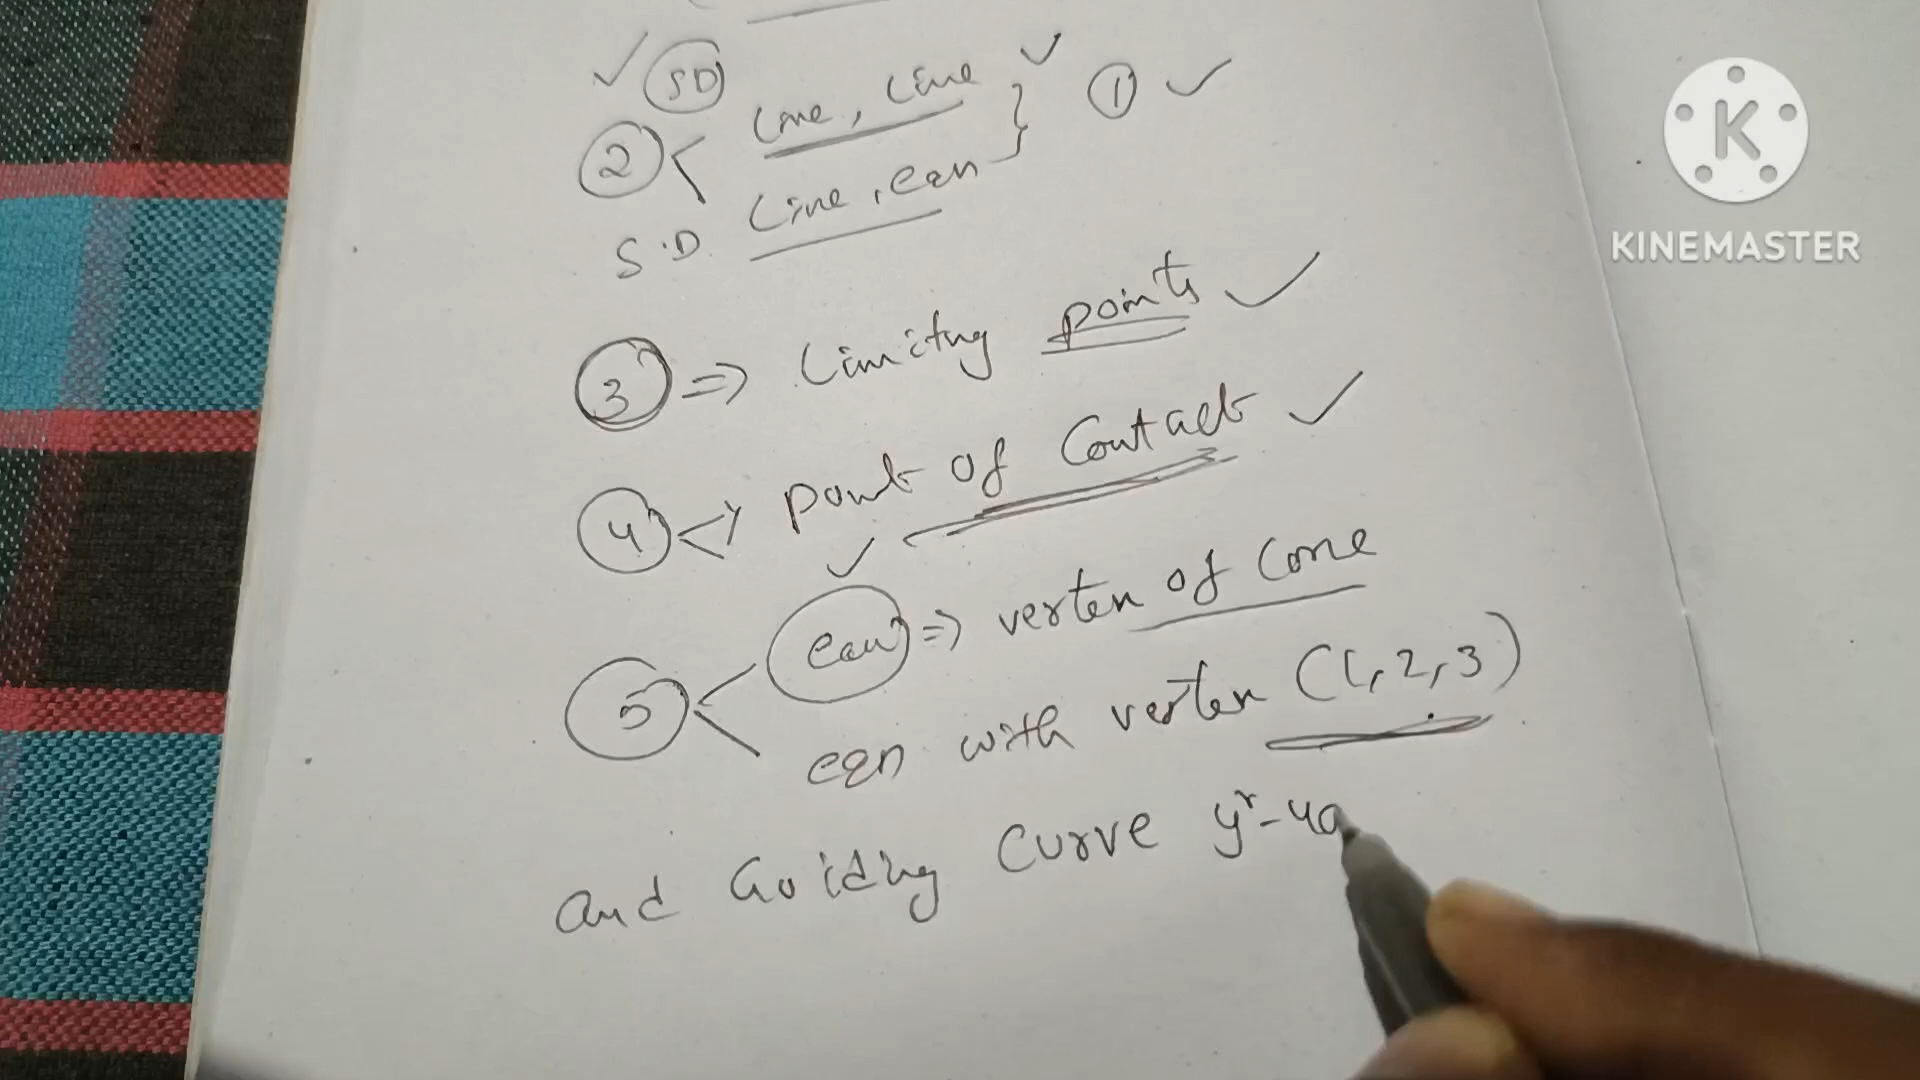 ✓ SD
2 < Line, Line ✓ } 1 ✓
S.D. Line, eqn
3 => Limiting points ✓
4 => point of Contact ✓
✓
5 < eqn => vertex of Cone
eqn with vertex (1, 2, 3)
and Guiding Curve y² - 4a
KINEMASTER